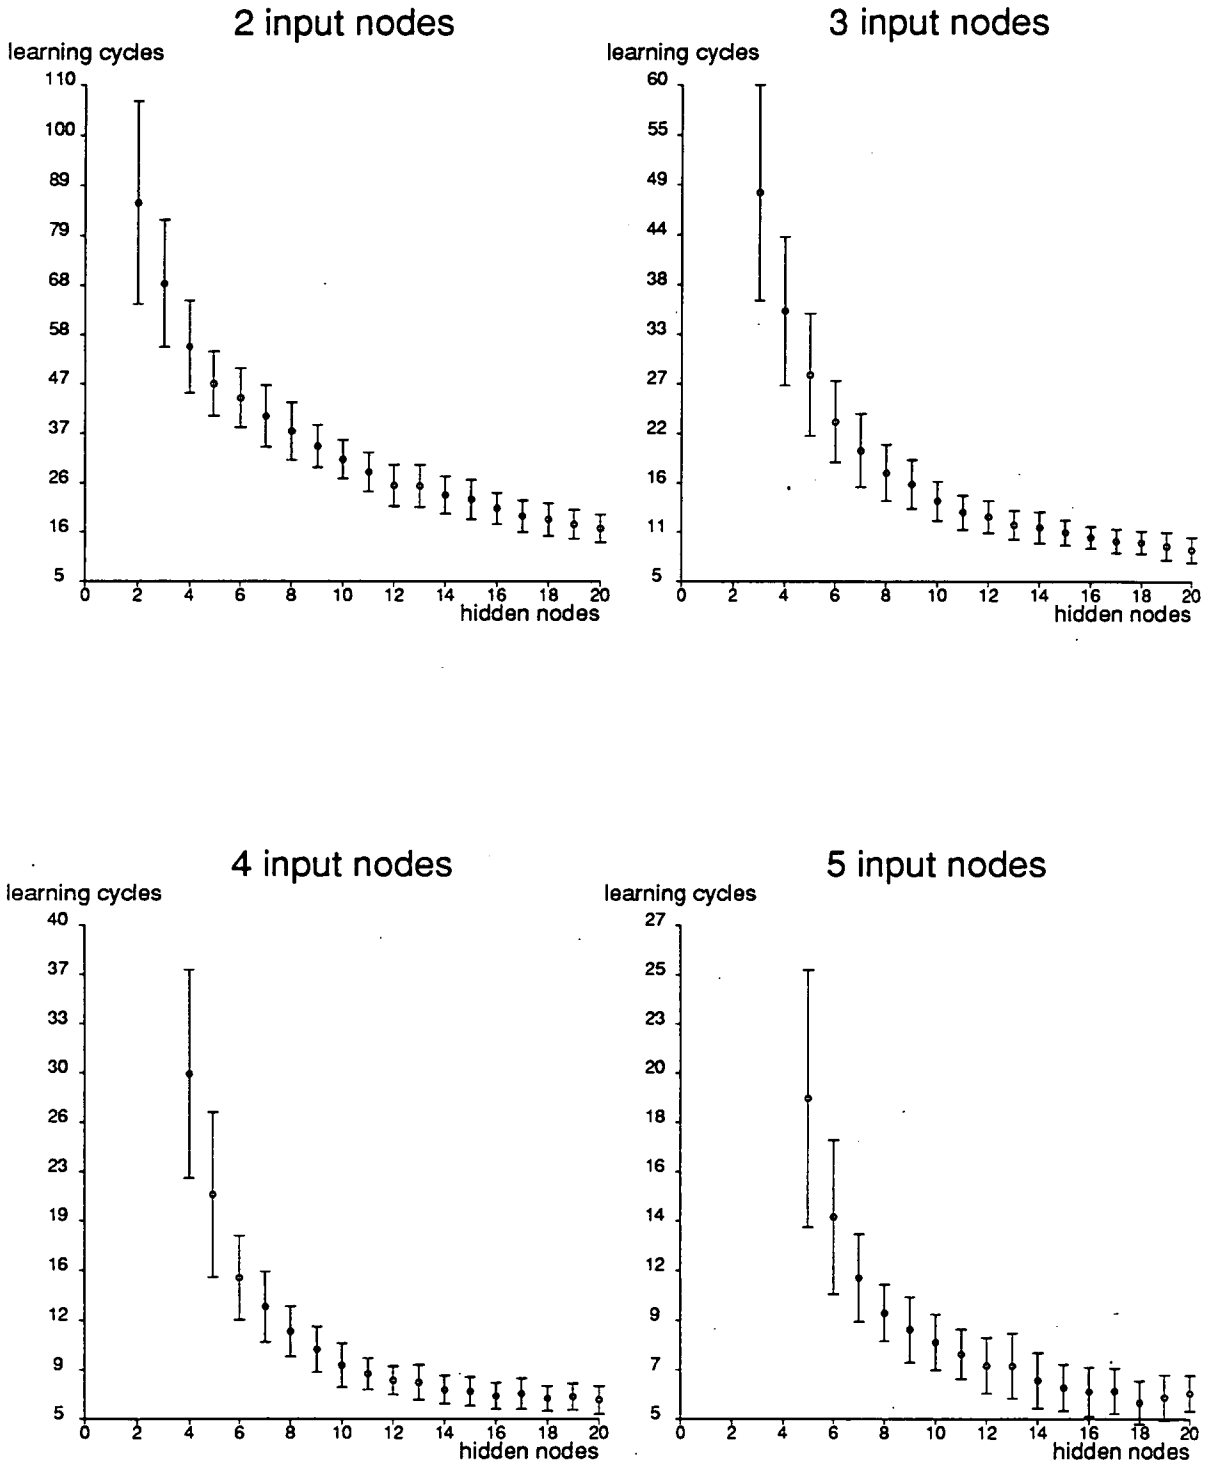 2 input nodes
learning cycles
110
100
89
79
68
58
47
37
26
16
5
0 2 4 6 8 10 12 14 16 18 20
hidden nodes
3 input nodes
learning cycles
60
55
49
44
38
33
27
22
16
11
5
0 2 4 6 8 10 12 14 16 18 20
hidden nodes
4 input nodes
learning cycles
40
37
33
30
26
23
19
16
12
9
5
0 2 4 6 8 10 12 14 16 18 20
hidden nodes
5 input nodes
learning cycles
27
25
23
20
18
16
14
12
9
7
5
0 2 4 6 8 10 12 14 16 18 20
hidden nodes